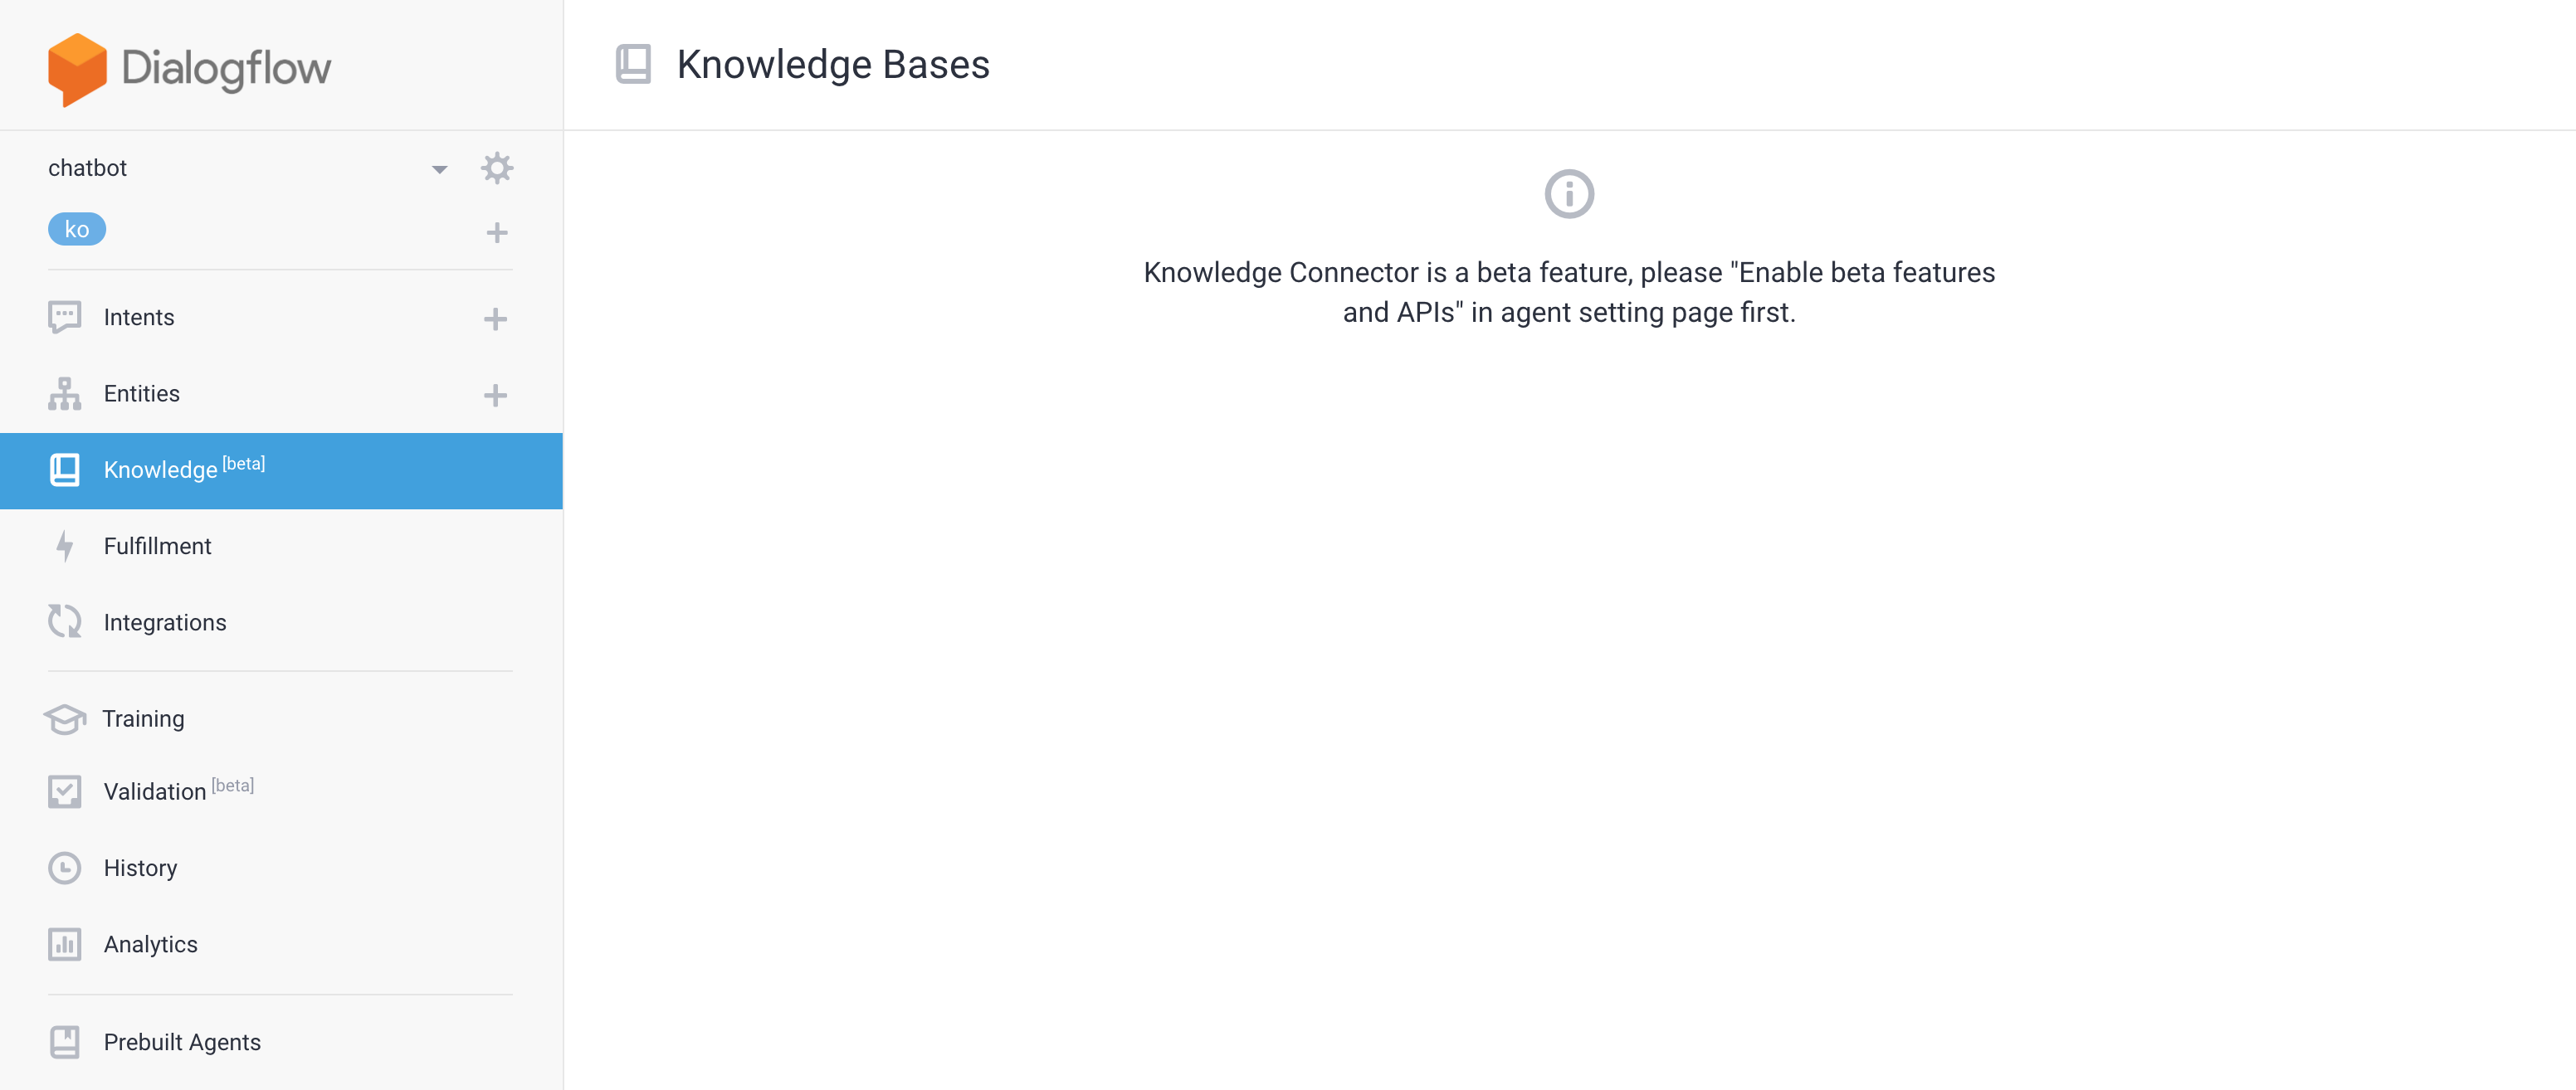 Dialogflow
Knowledge Bases
chatbot
ko
Intents
Entities
Knowledge [beta]
Fulfillment
Integrations
Training
Validation [beta]
History
Analytics
Prebuilt Agents
Knowledge Connector is a beta feature, please "Enable beta features
and APIs" in agent setting page first.